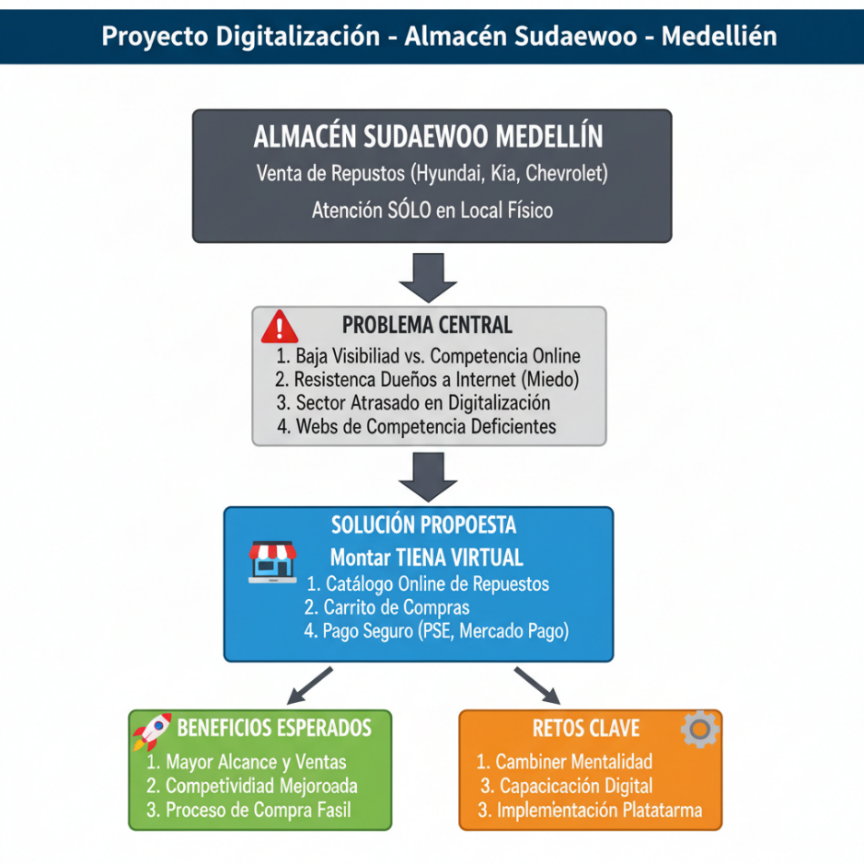 Proyecto Digitalización - Almacén Sudaewoo - Medellién
ALMACÉN SUDAEWOO MEDELLÍN
Venta de Repustos (Hyundai, Kia, Chevrolet)
Atención SÓLO en Local Físico
PROBLEMA CENTRAL
1. Baja Visibiliad vs. Competencia Online
2. Resistenca Dueños a Internet (Miedo)
3. Sector Atrasado en Digitalización
4. Webs de Competencia Deficientes
SOLUCIÓN PROPOESTA
Montar TIENA VIRTUAL
1. Catálogo Online de Repuestos
2. Carrito de Compras
4. Pago Seguro (PSE, Mercado Pago)
BENEFICIOS ESPERADOS
1. Mayor Alcance y Ventas
2. Competividiad Mejoroada
3. Proceso de Compra Fasil
RETOS CLAVE
1. Cambiner Mentalidad
3. Capacicación Digital
3. Implementación Platatarma